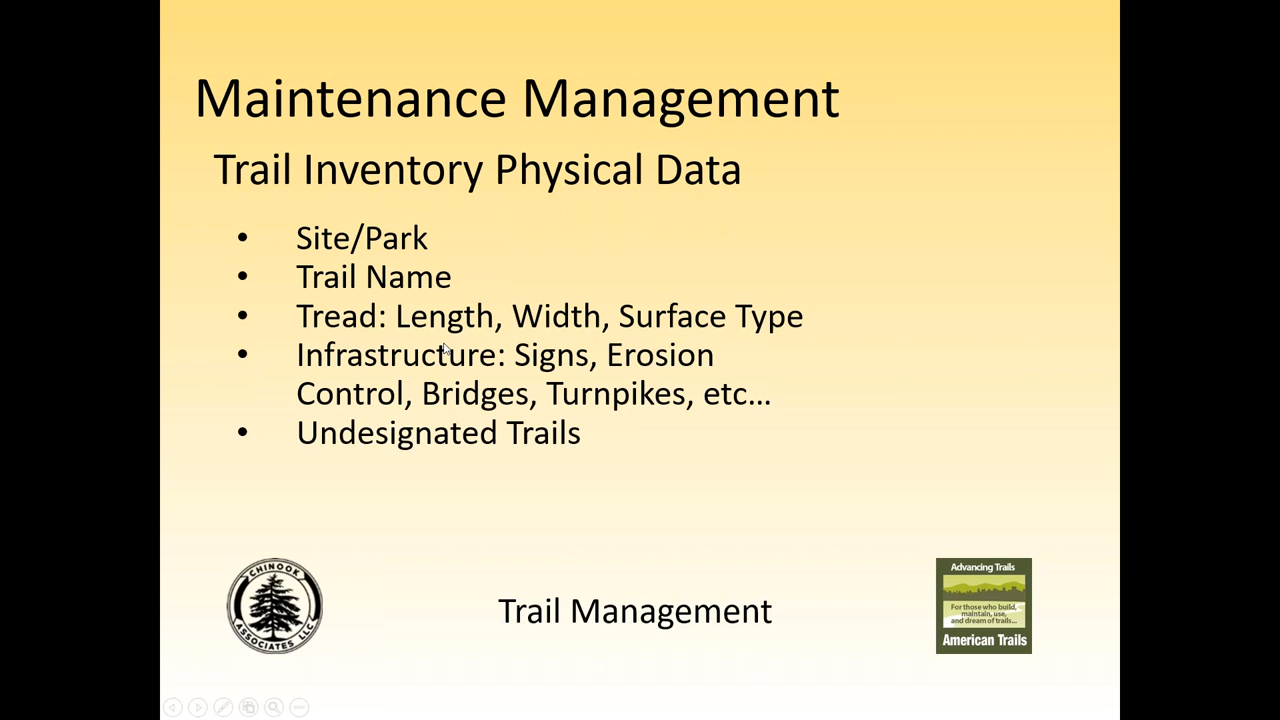 Maintenance Management
Trail Inventory Physical Data
• Site/Park
• Trail Name
• Tread: Length, Width, Surface Type
• Infrastructure: Signs, Erosion
Control, Bridges, Turnpikes, etc...
• Undesignated Trails
CHINOOK
ASSOCIATES LLC
Trail Management
Advancing Trails
For those who build,
maintain, use,
and dream of trails...
American Trails